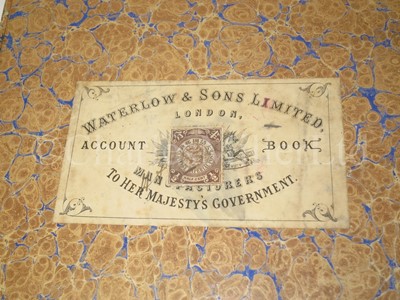 WATERLOW & SONS LIMITED,
LONDON,
ACCOUNT BOOK
MANUFACTURERS
TO HER MAJESTY'S GOVERNMENT.